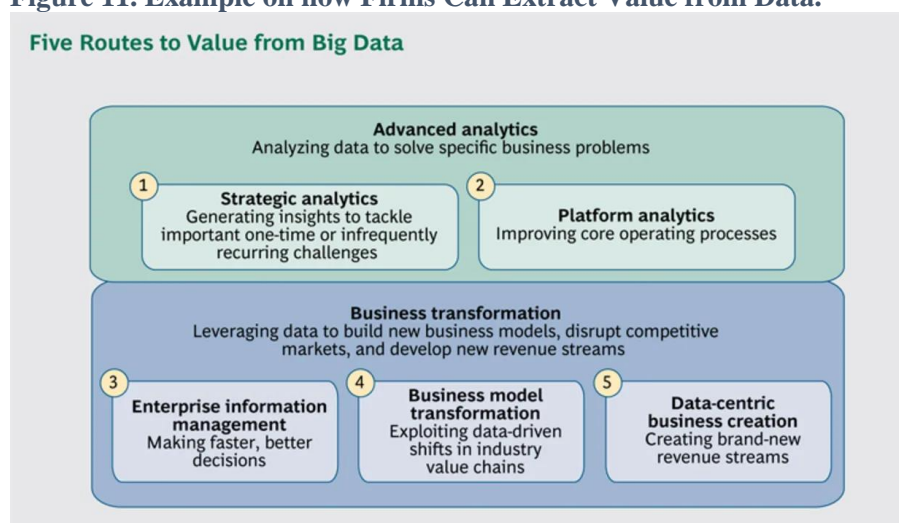 Figure 11. Example on how Firms Can Extract Value from Data.
Five Routes to Value from Big Data
Advanced analytics
Analyzing data to solve specific business problems
1
Strategic analytics
Generating insights to tackle
important one-time or infrequently
recurring challenges
2
Platform analytics
Improving core operating processes
Business transformation
Leveraging data to build new business models, disrupt competitive
markets, and develop new revenue streams
3
Enterprise information
management
Making faster, better
decisions
4
Business model
transformation
Exploiting data-driven
shifts in industry
value chains
5
Data-centric
business creation
Creating brand-new
revenue streams